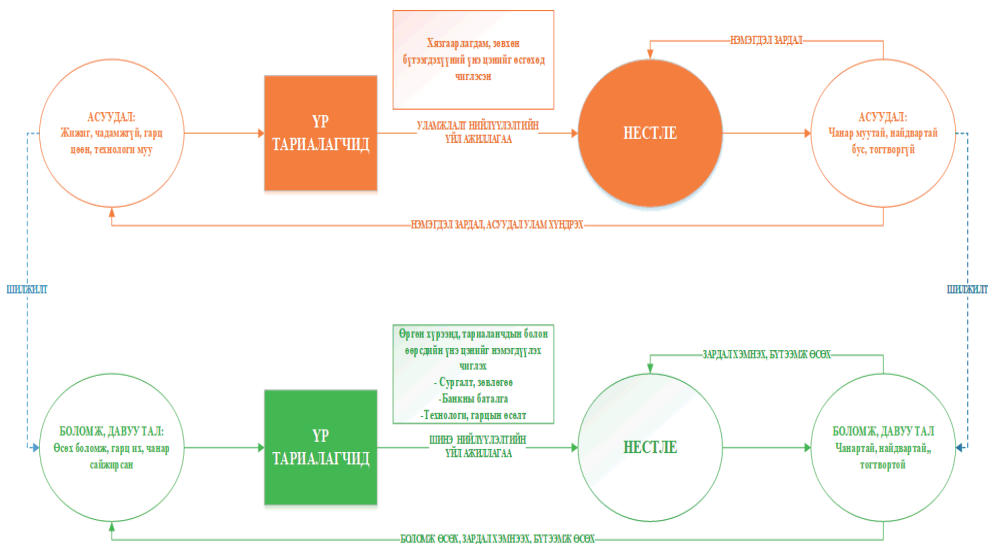 Хязгаарлагдам, зөвхөн
бүтээгдэхүүний үнэ цэнийг өсгөхөд
чиглэсэн
НЭМЭГДЭЛ ЗАРДАЛ
АСУУДАЛ:
Жижиг, чадамжгүй, гарц
цөөн, технологи муу
ҮР
ТАРИАЛАГЧИД
УЛАМЖЛАЛТ НИЙЛҮҮЛЭЛТИЙН
ҮЙЛ АЖИЛЛАГАА
НЕСТЛЕ
АСУУДАЛ:
Чанар муутай, найдвартай
бус, тогтворгүй
НЭМЭГДЭЛ ЗАРДАЛ, АСУУДАЛ УЛАМ ХҮНДРЭХ
ШИЛЖИЛТ
ШИЛЖИЛТ
Өргөн хүрээнд, тариаланчдын болон
өөрсдийн үнэ цэнийг нэмэгдүүлэх
чиглэх
- Сургалт, зөвлөгөө
-Банкны баталгаа
-Технологи, гарцын өсөлт
ЗАРДАЛ ХЭМНЭХ, БҮТЭЭМЖ ӨСӨХ
БОЛОМЖ, ДАВУУ ТАЛ:
Өсөх боломж, гарц их, чанар
сайжирсан
ҮР
ТАРИАЛАГЧИД
ШИНЭ НИЙЛҮҮЛЭЛТИЙН
ҮЙЛ АЖИЛЛАГАА
НЕСТЛЕ
БОЛОМЖ, ДАВУУ ТАЛ
Чанартай, найдвартай,,
тогтвортой
БОЛОМЖ ӨСӨХ, ЗАРДАЛ ХЭМНЭЭХ, БҮТЭЭМЖ ӨСӨХ